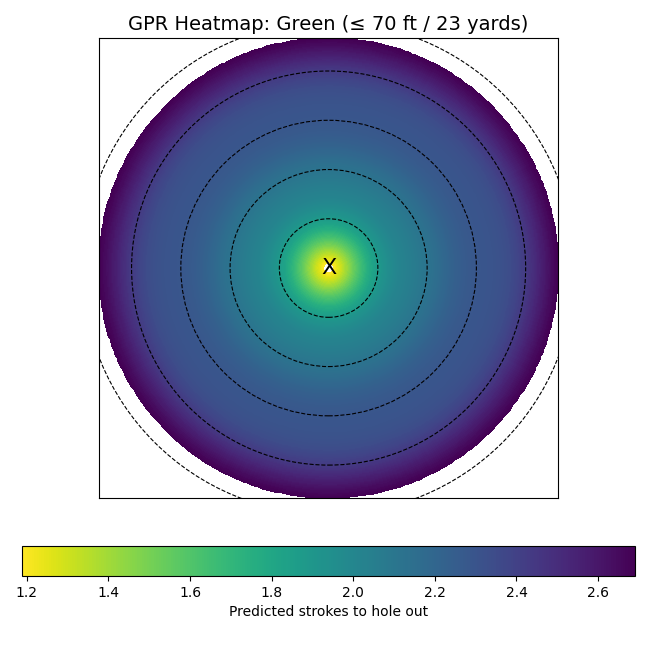 GPR Heatmap: Green (≤ 70 ft / 23 yards)
X
1.2 1.4 1.6 1.8 2.0 2.2 2.4 2.6
Predicted strokes to hole out